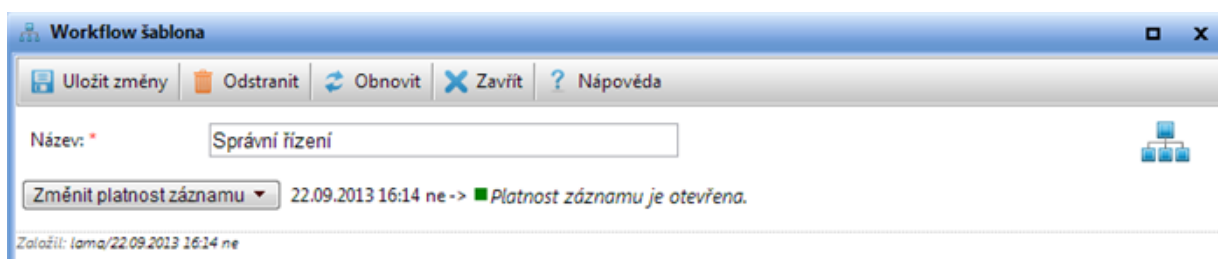 Workflow šablona
Uložit změny Odstranit Obnovit Zavřít ? Nápověda
Název: * Správní řízení
Změnit platnost záznamu 22.09.2013 16:14 ne -> Platnost záznamu je otevřena.
Založil: lama/22.09.2013 16:14 ne